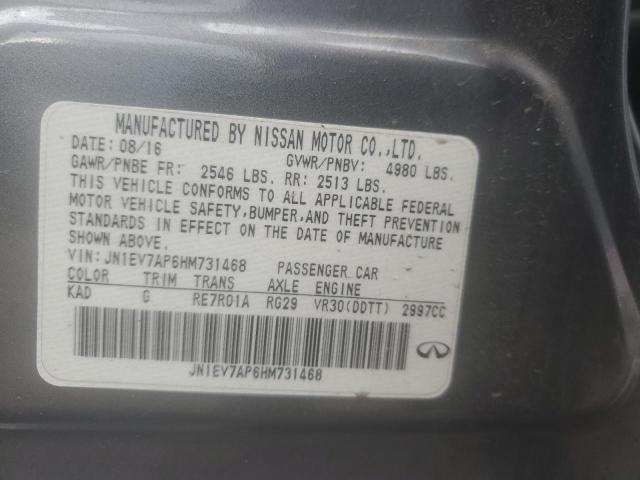 MANUFACTURED BY NISSAN MOTOR CO.,LTD.
DATE: 08/16 GVWR/PNBV: 4980 LBS.
GAWR/PNBE FR: 2546 LBS. RR: 2513 LBS.
THIS VEHICLE CONFORMS TO ALL APPLICABLE FEDERAL
MOTOR VEHICLE SAFETY,BUMPER,AND THEFT PREVENTION
STANDARDS IN EFFECT ON THE DATE OF MANUFACTURE
SHOWN ABOVE.
VIN: JN1EV7AP6HM731468 PASSENGER CAR
COLOR TRIM TRANS AXLE ENGINE
KAD G RE7R01A RG29 VR30(DDTT) 2997CC
JN1EV7AP6HM731468